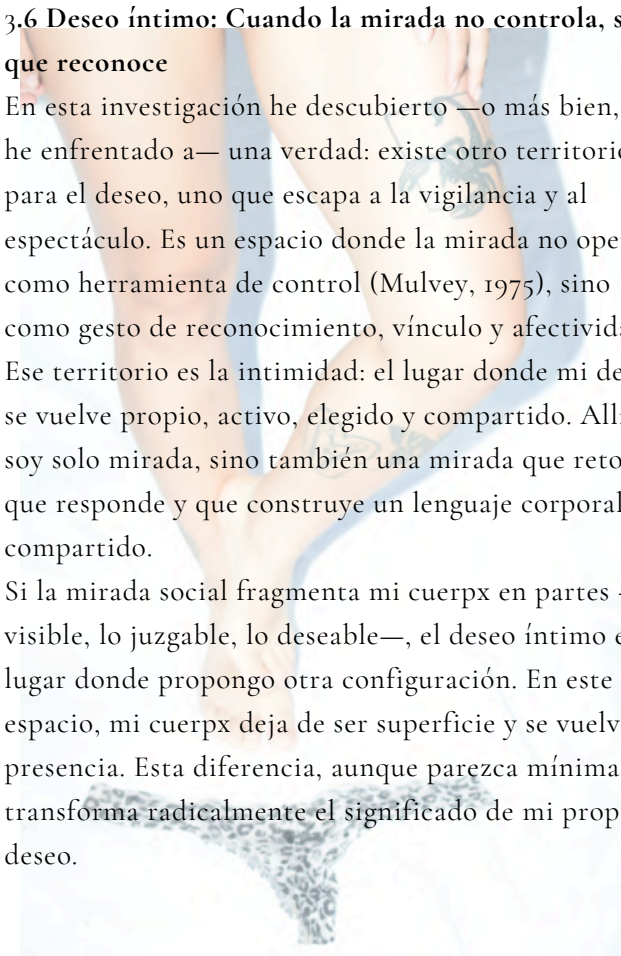 3.6 Deseo íntimo: Cuando la mirada no controla, s
que reconoce
En esta investigación he descubierto —o más bien,
he enfrentado a— una verdad: existe otro territorio
para el deseo, uno que escapa a la vigilancia y al
espectáculo. Es un espacio donde la mirada no ope
como herramienta de control (Mulvey, 1975), sino
como gesto de reconocimiento, vínculo y afectivida
Ese territorio es la intimidad: el lugar donde mi de
se vuelve propio, activo, elegido y compartido. Allí
soy solo mirada, sino también una mirada que reto
que responde y que construye un lenguaje corporal
compartido.
Si la mirada social fragmenta mi cuerpx en partes -
visible, lo juzgable, lo deseable—, el deseo íntimo e
lugar donde propongo otra configuración. En este
espacio, mi cuerpx deja de ser superficie y se vuelv
presencia. Esta diferencia, aunque parezca mínima
transforma radicalmente el significado de mi prop
deseo.